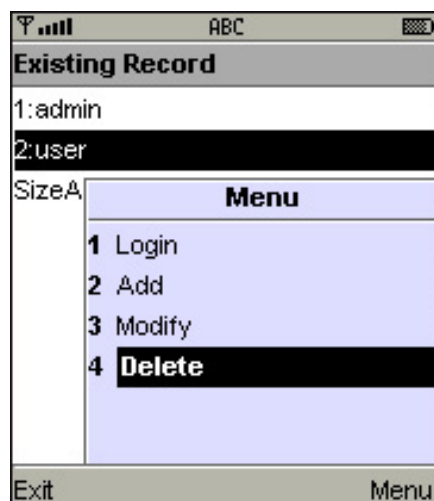 ABC
Existing Record
1:admin
2:user
SizeA
Menu
1 Login
2 Add
3 Modify
4 Delete
Exit Menu